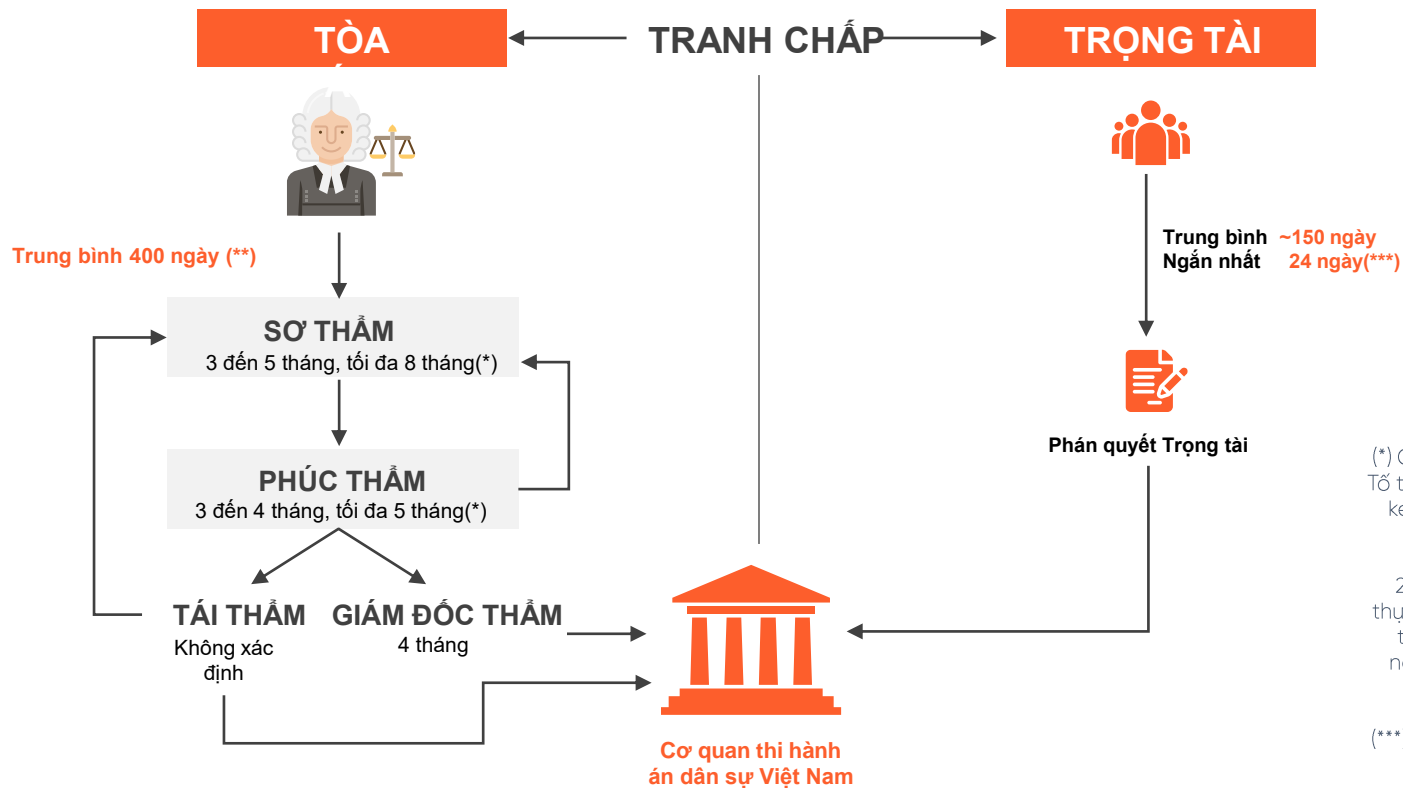 TÒA
TRANH CHẤP
TRỌNG TÀI
Trung bình 400 ngày (**)
Trung bình ~150 ngày
Ngắn nhất 24 ngày(***)
SƠ THẨM
3 đến 5 tháng, tối đa 8 tháng(*)
Phán quyết Trọng tài
PHÚC THẨM
3 đến 4 tháng, tối đa 5 tháng(*)
TÁI THẨM
Không xác
định
GIÁM ĐỐC THẨM
4 tháng
Cơ quan thi hành
án dân sự Việt Nam
(*)
Tố
2
(***